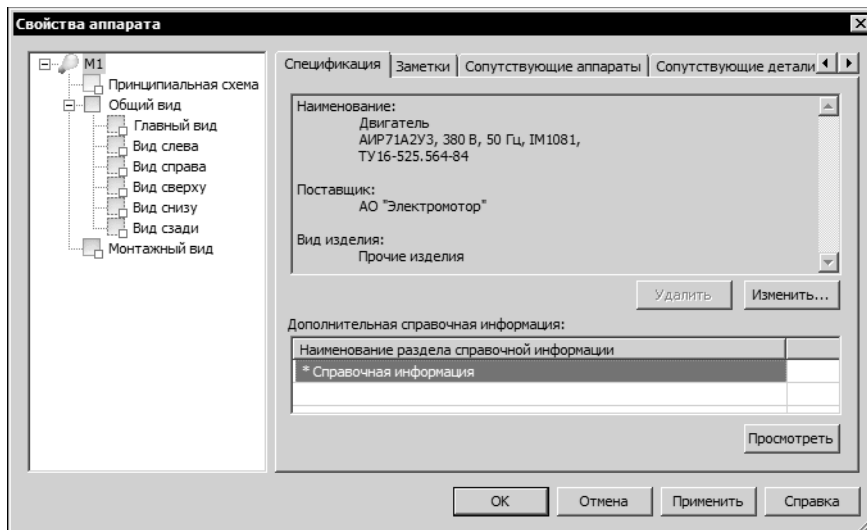 Свойства аппарата
M1
Принципиальная схема
Общий вид
Главный вид
Вид слева
Вид справа
Вид сверху
Вид снизу
Вид сзади
Монтажный вид
Спецификация Заметки Сопутствующие аппараты Сопутствующие детали
Наименование:
Двигатель
АИР71А2У3, 380 В, 50 Гц, IM1081,
ТУ16-525.564-84
Поставщик:
АО "Электромотор"
Вид изделия:
Прочие изделия
Удалить Изменить...
Дополнительная справочная информация:
Наименование раздела справочной информации
* Справочная информация
Просмотреть
ОК Отмена Применить Справка